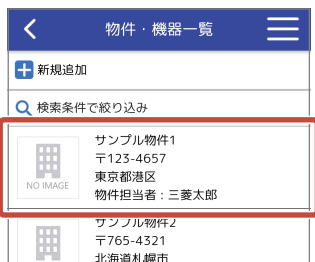 物件・機器一覧
新規追加
検索条件で絞り込み
サンプル物件1
〒123-4657
東京都港区
物件担当者：三菱太郎
NO IMAGE
サンプル物件2
〒765-4321
北海道札幌市